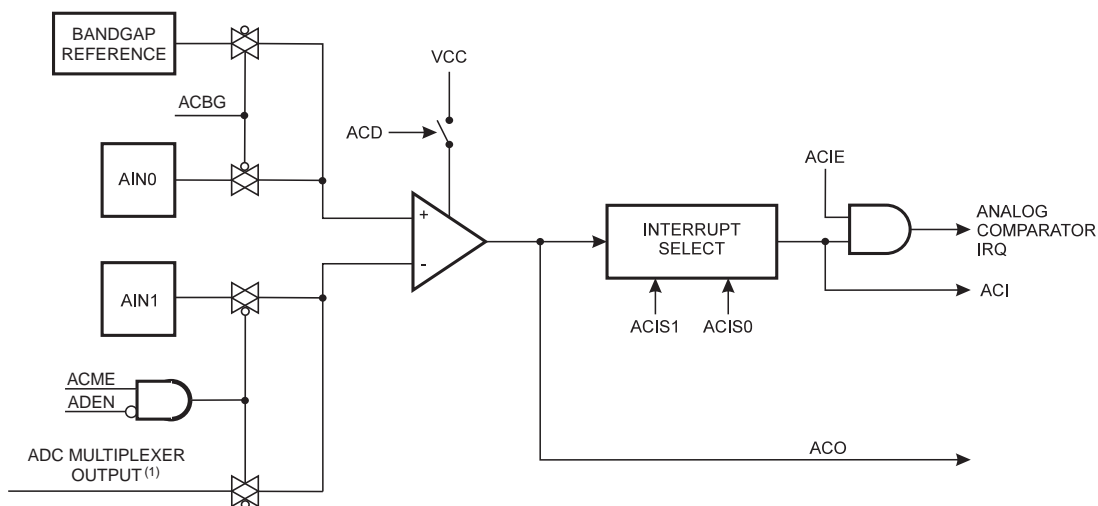 BANDGAP
REFERENCE
ACBG
VCC
ACD
AIN0
ACIE
+
-
INTERRUPT
SELECT
ANALOG
COMPARATOR
IRQ
AIN1
ACI
ACIS1
ACIS0
ACME
ADEN
ADC MULTIPLEXER
OUTPUT (1)
ACO